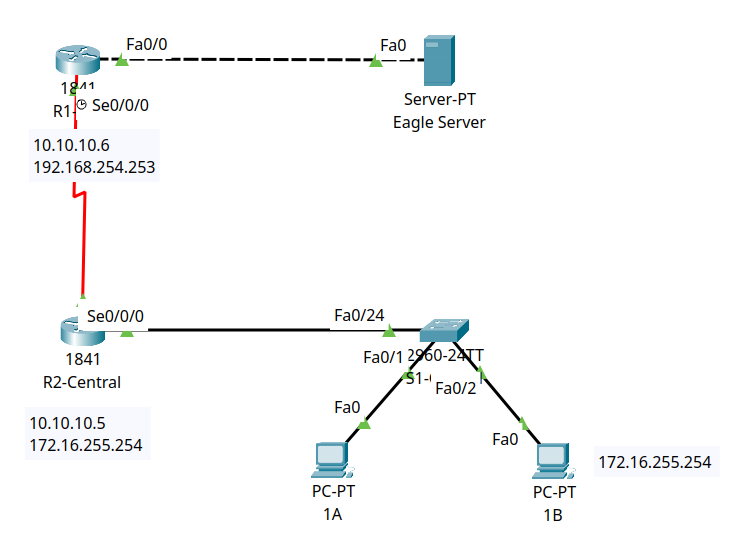 Fa0/0
Fa0
1841
R1-
Se0/0/0
Server-PT
Eagle Server
10.10.10.6
192.168.254.253
Se0/0/0
Fa0/24
1841
R2-Central
2960-24TT
Fa0/1
S1-
Fa0/2
10.10.10.5
172.16.255.254
Fa0
Fa0
PC-PT
1A
PC-PT
1B
172.16.255.254